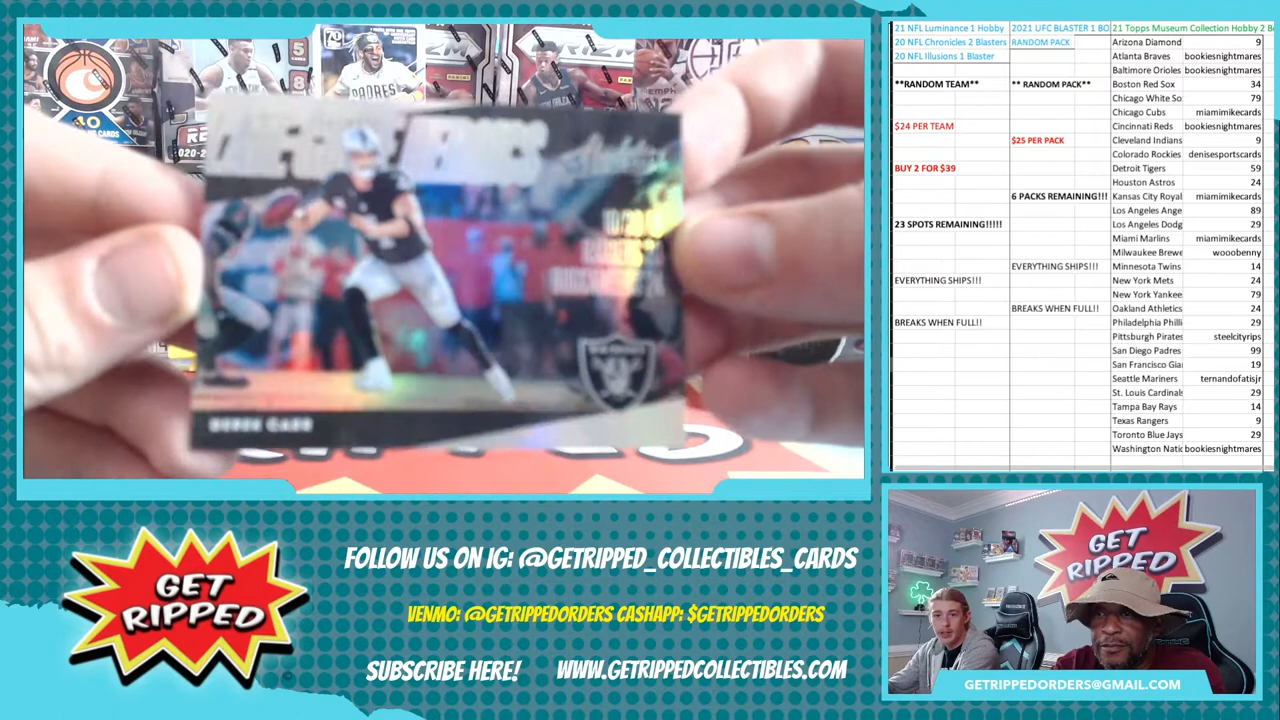 21 NFL Luminance 1 Hobby
20 NFL Chronicles 2 Blasters
20 NFL Illusions 1 Blaster
**RANDOM TEAM**
$24 PER TEAM
BUY 2 FOR $39
23 SPOTS REMAINING!!!!!
EVERYTHING SHIPS!!!
BREAKS WHEN FULL!!
2021 UFC BLASTER 1 BO
RANDOM PACK
** RANDOM PACK**
$25 PER PACK
6 PACKS REMAINING!!!
EVERYTHING SHIPS!!!
BREAKS WHEN FULL!!
21 Topps Museum Collection Hobby 2 B
Arizona Diamond 9
Atlanta Braves bookiesnightmares
Baltimore Orioles bookiesnightmares
Boston Red Sox 34
Chicago White So 79
Chicago Cubs miamimikecards
Cincinnati Reds bookiesnightmares
Cleveland Indians 9
Colorado Rockies denisesportscards
Detroit Tigers 59
Houston Astros 24
Kansas City Royal miamimikecards
Los Angeles Ange 89
Los Angeles Dodg 29
Miami Marlins miamimikecards
Milwaukee Brewe wooobenny
Minnesota Twins 14
New York Mets 24
New York Yankee 79
Oakland Athletics 24
Philadelphia Philli 29
Pittsburgh Pirates steelcityrips
San Diego Padres 99
San Francisco Gia 19
Seattle Mariners ternandofatisjr
St. Louis Cardinals 29
Tampa Bay Rays 14
Texas Rangers 9
Toronto Blue Jays 29
Washington Natic bookiesnightmares
PADRES
DEREK CARR
RAIDERS
GET RIPPED
FOLLOW US ON IG: @GETRIPPED_COLLECTIBLES_CARDS
VENMO: @GETRIPPEDORDERS CASHAPP: $GETRIPPEDORDERS
SUBSCRIBE HERE! WWW.GETRIPPEDCOLLECTIBLES.COM
GET RIPPED
GETRIPPEDORDERS@GMAIL.COM